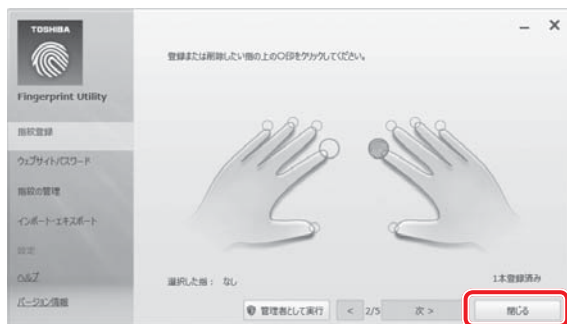 TOSHIBA
Fingerprint Utility
指紋登録
ウェブサイトパスワード
指紋の管理
インポート・エキスポート
設定
ヘルプ
バージョン情報
登録または削除したい指の上の○印をクリックしてください。
選択した指： なし
1本登録済み
管理者として実行
<
2/5
次 >
閉じる